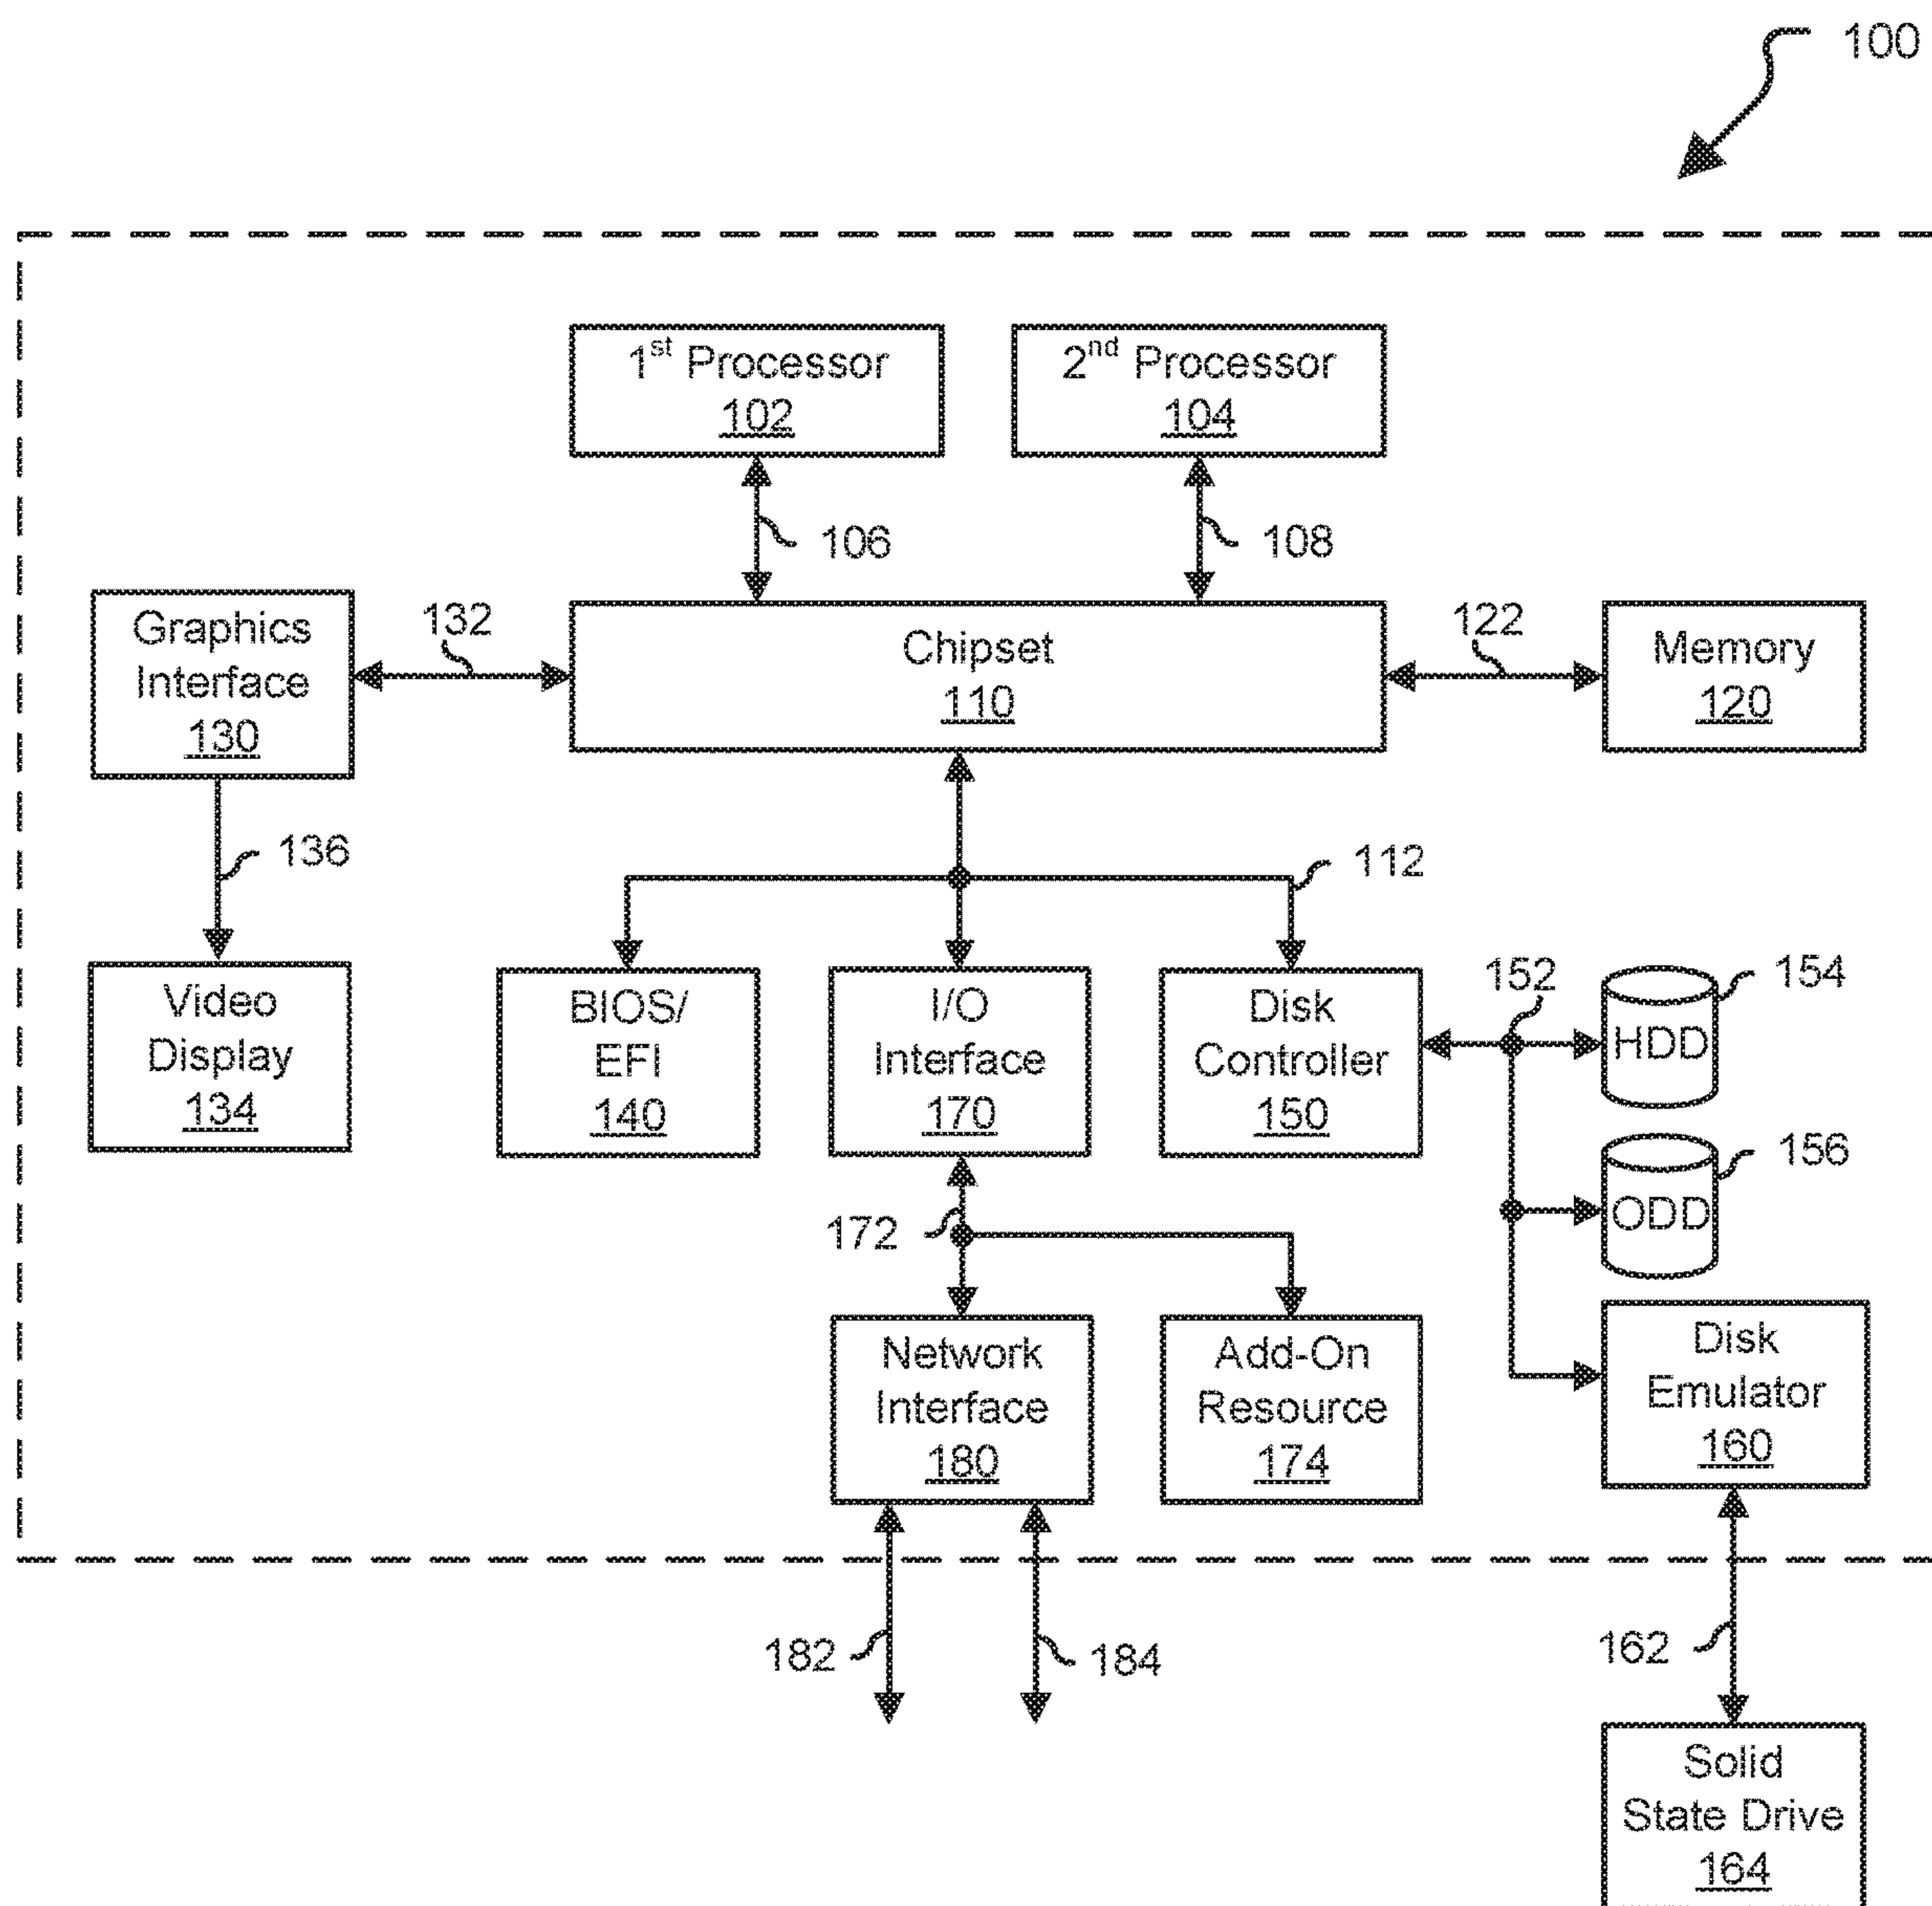 100
1st Processor
102
2nd Processor
104
106
108
Graphics
Interface
130
132
Chipset
110
122
Memory
120
136
112
Video
Display
134
BIOS/
EFI
140
I/O
Interface
170
Disk
Controller
150
152
154
HDD
156
ODD
172
Network
Interface
180
Add-On
Resource
174
Disk
Emulator
160
182
184
162
Solid
State Drive
164